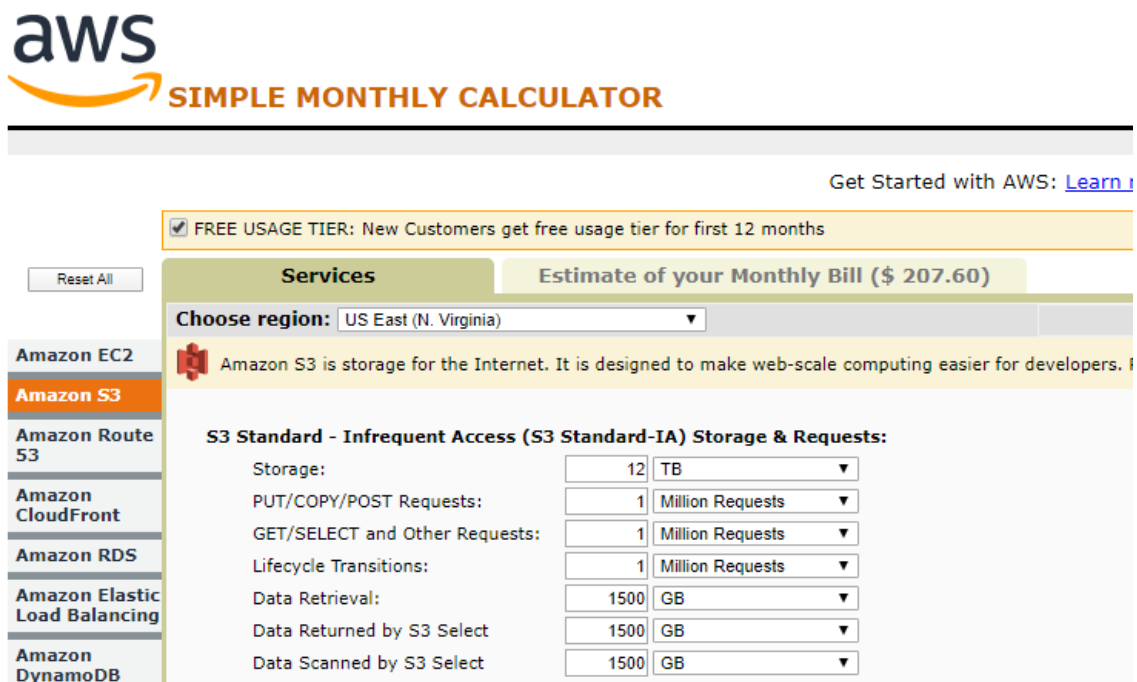 aws
SIMPLE MONTHLY CALCULATOR
Get Started with AWS: Learn
FREE USAGE TIER: New Customers get free usage tier for first 12 months
Reset All
Services
Estimate of your Monthly Bill ($ 207.60)
Choose region: US East (N. Virginia)
Amazon S3 is storage for the Internet. It is designed to make web-scale computing easier for developers.
Amazon EC2
Amazon S3
Amazon Route
53
Amazon
CloudFront
Amazon RDS
Amazon Elastic
Load Balancing
Amazon
DynamoDB
S3 Standard - Infrequent Access (S3 Standard-IA) Storage & Requests:
Storage: 12 TB
PUT/COPY/POST Requests: 1 Million Requests
GET/SELECT and Other Requests: 1 Million Requests
Lifecycle Transitions: 1 Million Requests
Data Retrieval: 1500 GB
Data Returned by S3 Select 1500 GB
Data Scanned by S3 Select 1500 GB